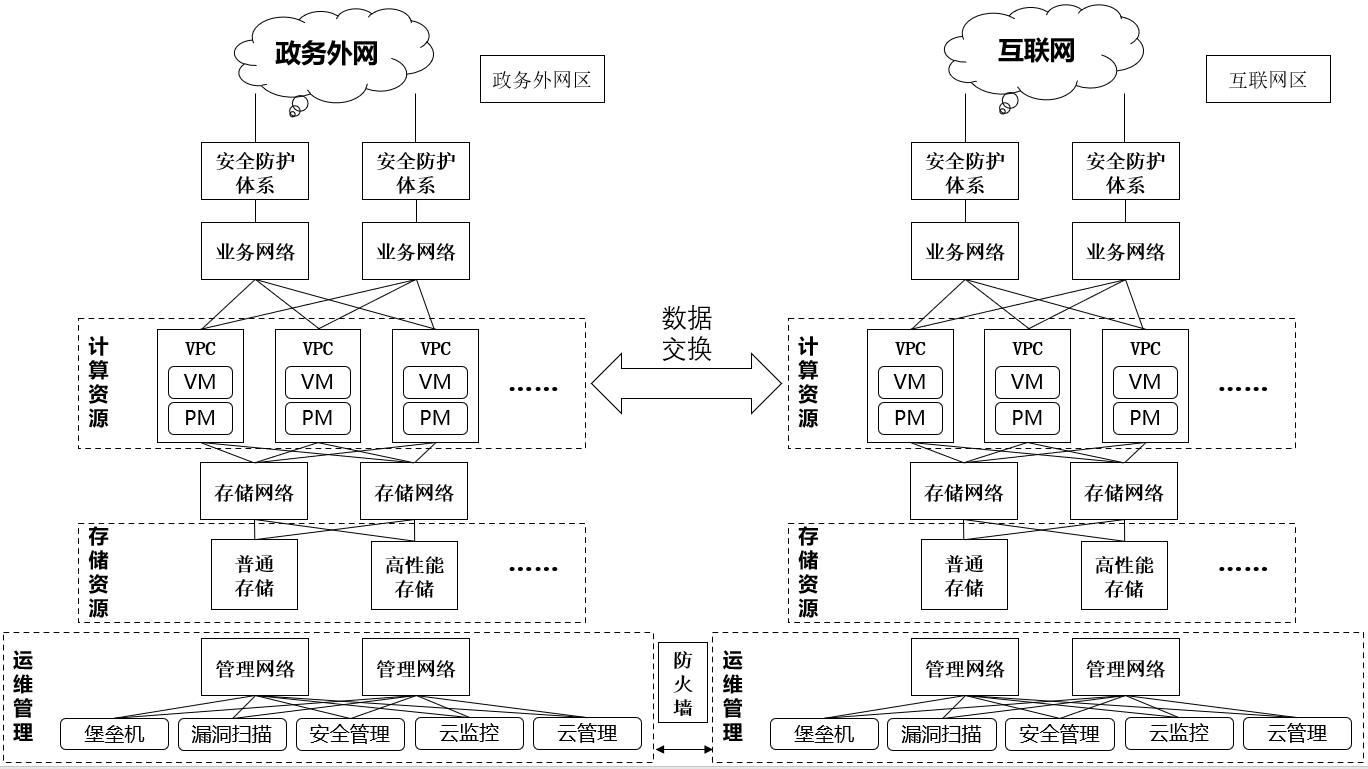 政务外网
政务外网区
互联网
互联网区
安全防护
体系
安全防护
体系
安全防护
体系
安全防护
体系
业务网络
业务网络
业务网络
业务网络
数据
交换
计算资源
VPC
VM
PM
VPC
VM
PM
VPC
VM
PM
……
计算资源
VPC
VM
PM
VPC
VM
PM
VPC
VM
PM
……
存储网络
存储网络
存储网络
存储网络
存储资源
普通
存储
高性能
存储
……
存储资源
普通
存储
高性能
存储
……
运维管理
管理网络
管理网络
堡垒机
漏洞扫描
安全管理
云监控
云管理
防火墙
运维管理
管理网络
管理网络
堡垒机
漏洞扫描
安全管理
云监控
云管理